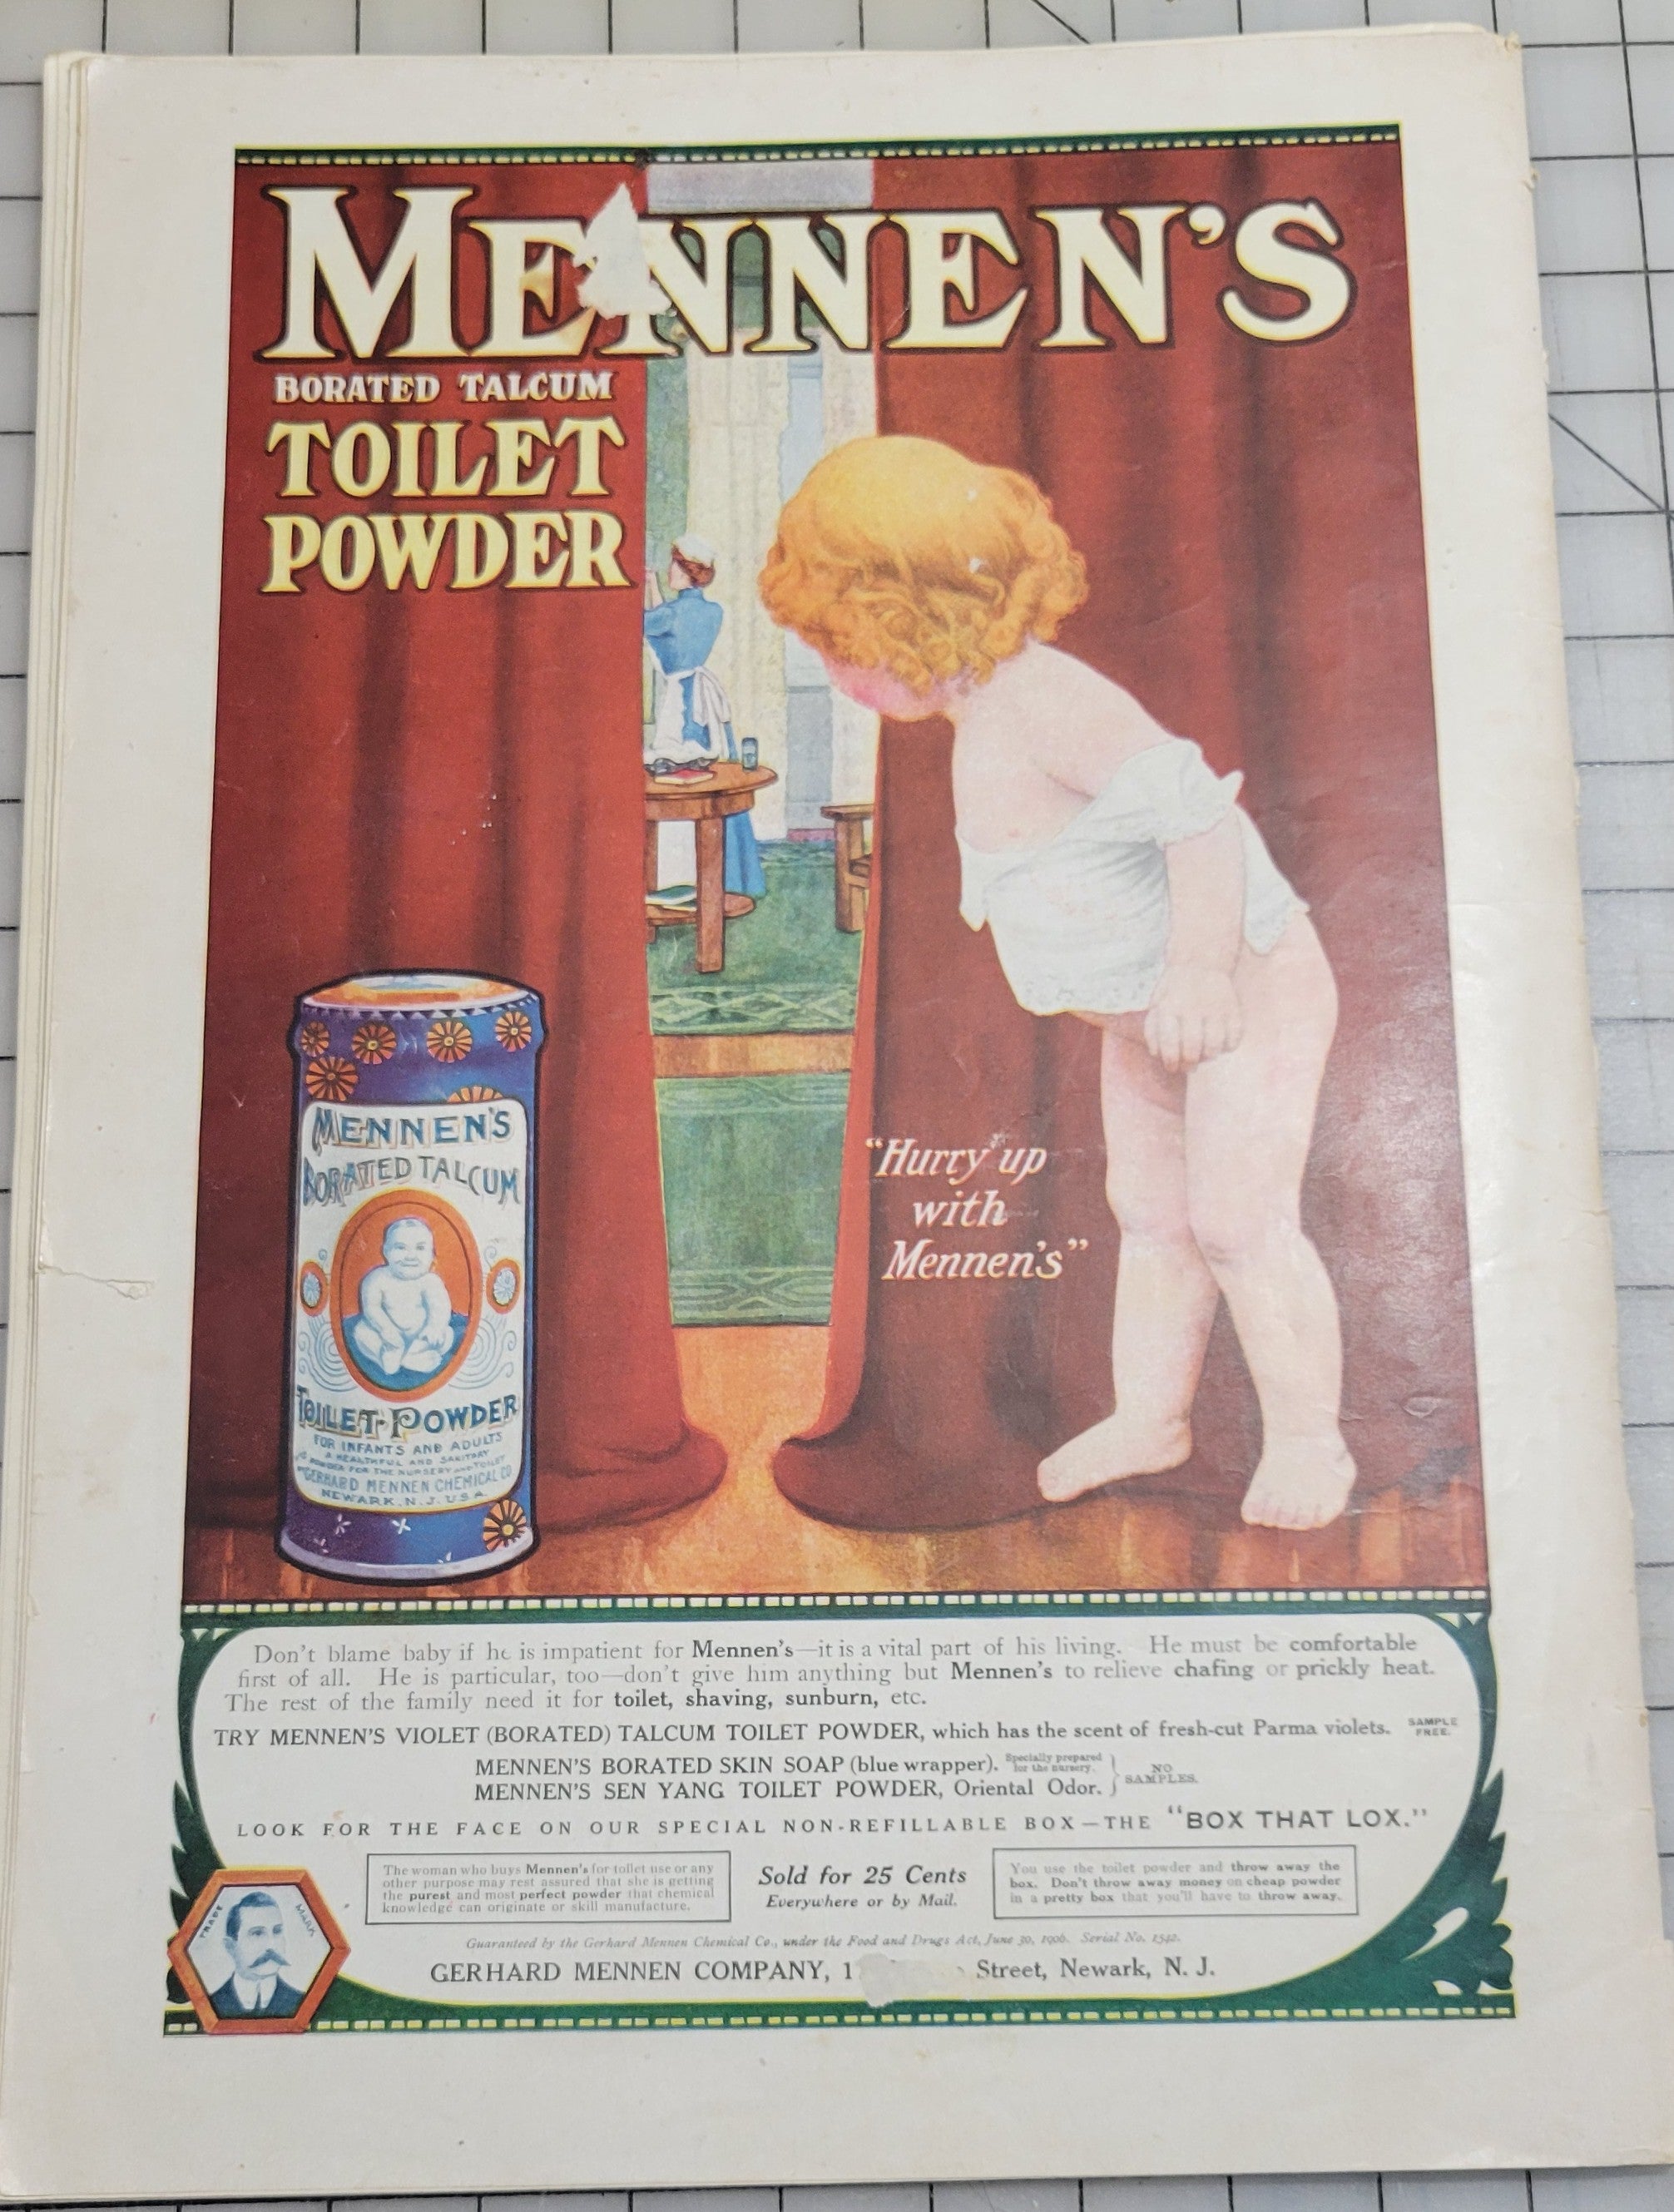 MENNEN'S
BORATED TALCUM
TOILET
POWDER
"Hurry up
with
Mennen's"
MENNEN'S
BORATED TALCUM
TOILET POWDER
FOR INFANTS AND ADULTS
A HEALTHFUL AND SANITARY
POWDER FOR THE NURSERY AND TOILET
GERHARD MENNEN CHEMICAL CO.
NEWARK, N.J. U.S.A.
Don't blame baby if he is impatient for Mennen's—it is a vital part of his living. He must be comfortable
first of all. He is particular, too—don't give him anything but Mennen's to relieve chafing or prickly heat.
The rest of the family need it for toilet, shaving, sunburn, etc.
TRY MENNEN'S VIOLET (BORATED) TALCUM TOILET POWDER, which has the scent of fresh-cut Parma violets. SAMPLE FREE.
MENNEN'S BORATED SKIN SOAP (blue wrapper). Specially prepared for the nursery.
MENNEN'S SEN YANG TOILET POWDER, Oriental Odor. } NO SAMPLES.
LOOK FOR THE FACE ON OUR SPECIAL NON-REFILLABLE BOX—THE "BOX THAT LOX."
TRADE MARK
The woman who buys Mennen's for toilet use or any
other purpose may rest assured that she is getting
the purest and most perfect powder that chemical
knowledge can originate or skill manufacture.
Sold for 25 Cents
Everywhere or by Mail.
You use the toilet powder and throw away the
box. Don't throw away money on cheap powder
in a pretty box that you'll have to throw away.
Guaranteed by the Gerhard Mennen Chemical Co., under the Food and Drugs Act, June 30, 1906. Serial No. 1542.
GERHARD MENNEN COMPANY, 1 Street, Newark, N. J.